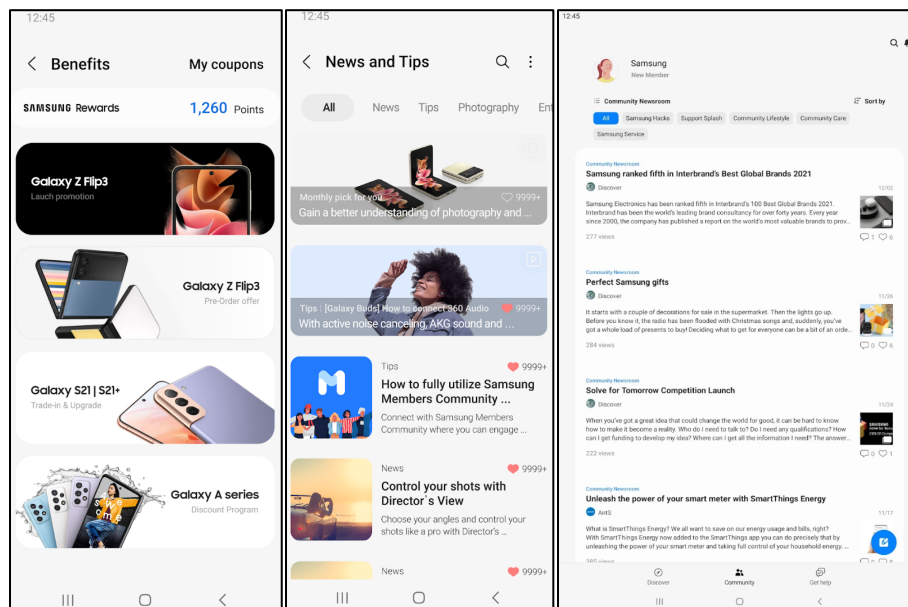 12:45
Benefits
My coupons
SAMSUNG Rewards
1,260 Points
Galaxy Z Flip3
Lauch promotion
Galaxy Z Flip3
Pre-Order offer
Galaxy S21 | S21+
Trade-in & Upgrade
Galaxy A series
Discount Program
12:45
News and Tips
All News Tips Photography Ent
Monthly pick for you
9999+
Gain a better understanding of photography and ...
Tips | [Galaxy Buds] How to connect 360 Audio
9999+
With active noise canceling, AKG sound and ...
Tips
9999+
How to fully utilize Samsung
Members Community ...
Connect with Samsung Members
Community where you can engage ...
News
9999+
Control your shots with
Director's View
Choose your angles and control your
shots like a pro with Director's ...
News
9999+
12:45
Samsung
New Member
Community Newsroom
Sort by
All Samsung Hacks Support Splash Community Lifestyle Community Care
Samsung Service
Community Newsroom
Samsung ranked fifth in Interbrand's Best Global Brands 2021
Discover
12/02
Samsung Electronics has been ranked fifth in Interbrand's 100 Best Global Brands 2021.
Interbrand has been the world's leading brand consultancy for over forty years. Every year
since 2000, the company has published a report on the world's most valuable brands to prov...
277 views
1 6
Community Newsroom
Perfect Samsung gifts
Discover
11/26
It starts with a couple of decorations for sale in the supermarket. Then the lights go up.
Before you know it, the radio has been flooded with Christmas songs and, suddenly, you've
got a whole load of presents to buy! Deciding what to get for everyone can be a bit of an orde...
284 views
0 6
Community Newsroom
Solve for Tomorrow Competition Launch
Discover
11/24
When you've got a great idea that could change the world for good, it can be hard to know
how to make it become a reality. Who do I need to talk to? Do I need any qualifications? How
can I get funding to develop my idea? Where can I get all the information I need? The answer...
222 views
0 1
Community Newsroom
Unleash the power of your smart meter with SmartThings Energy
AntS
11/17
What is SmartThings Energy? We all want to save on our energy usage and bills, right?
With SmartThings Energy now added to the SmartThings app you can do precisely that by
unleashing the power of your smart meter and taking full control of your household energy. ...
Discover Community Get help